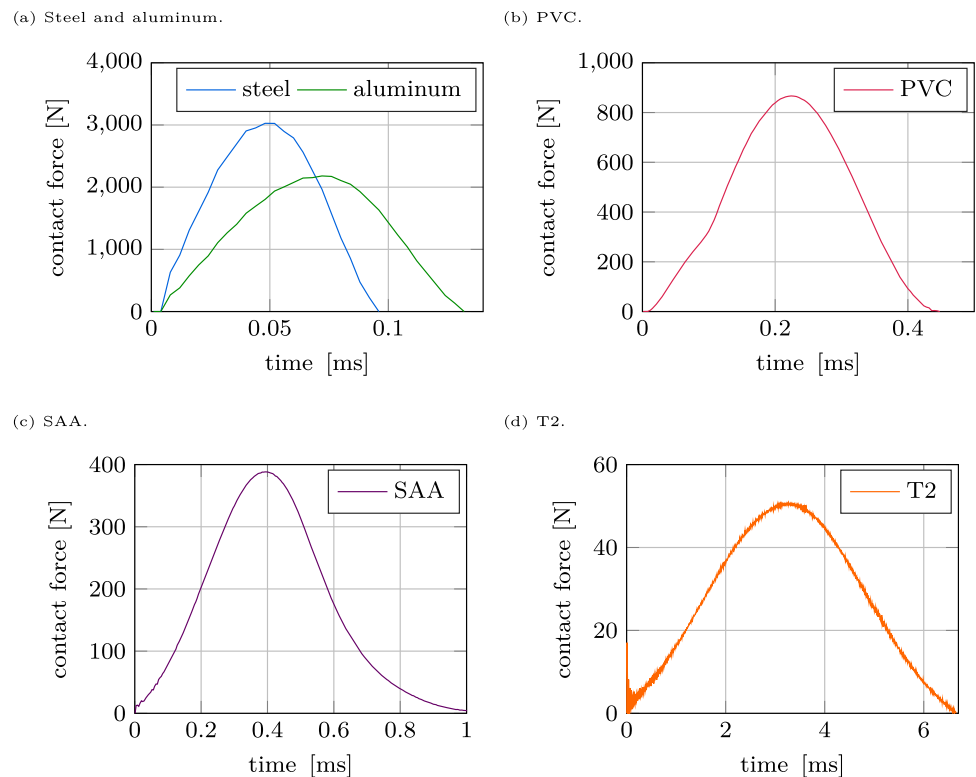 (a) Steel and aluminum.
4,000
3,000
2,000
1,000
0
contact force [N]
steel
aluminum
0
0.05
0.1
time [ms]
(b) PVC.
1,000
800
600
400
200
0
contact force [N]
PVC
0
0.2
0.4
time [ms]
(c) SAA.
400
300
200
100
0
contact force [N]
SAA
0
0.2
0.4
0.6
0.8
1
time [ms]
(d) T2.
60
40
20
0
contact force [N]
T2
0
2
4
6
time [ms]